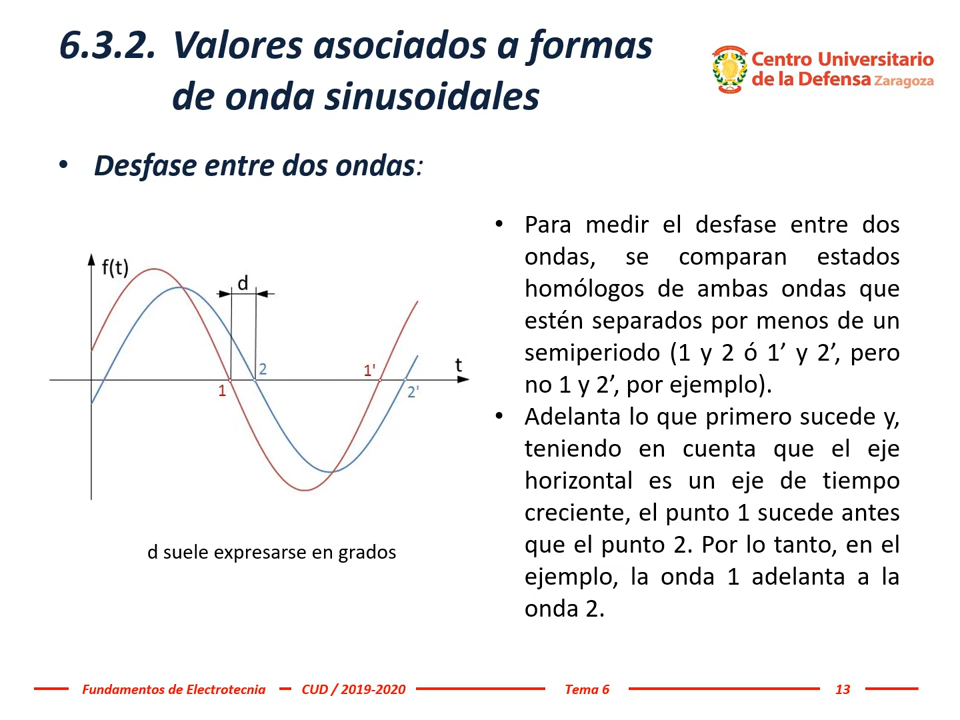 6.3.2. Valores asociados a formas
de onda sinusoidales
Centro Universitario
de la Defensa Zaragoza
• Desfase entre dos ondas:
f(t)
d
t
1
2
1'
2'
d suele expresarse en grados
• Para medir el desfase entre dos
ondas, se comparan estados
homólogos de ambas ondas que
estén separados por menos de un
semiperiodo (1 y 2 ó 1’ y 2’, pero
no 1 y 2’, por ejemplo).
• Adelanta lo que primero sucede y,
teniendo en cuenta que el eje
horizontal es un eje de tiempo
creciente, el punto 1 sucede antes
que el punto 2. Por lo tanto, en el
ejemplo, la onda 1 adelanta a la
onda 2.
Fundamentos de Electrotecnia CUD / 2019-2020 Tema 6 13